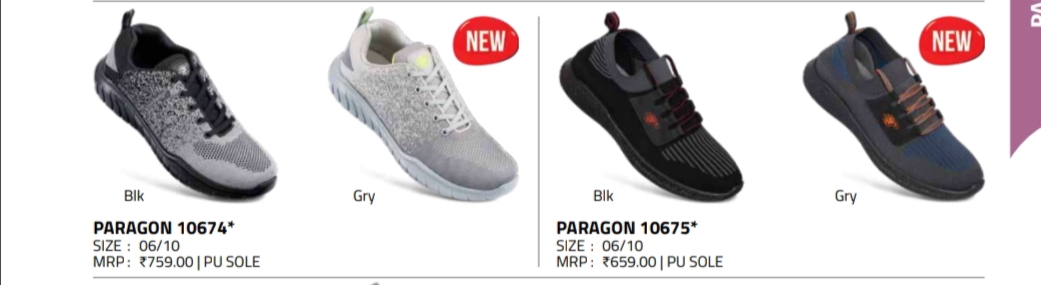 NEW
NEW
PA
Blk
Gry
Blk
Gry
PARAGON 10674*
SIZE : 06/10
MRP : ₹759.00 | PU SOLE
PARAGON 10675*
SIZE : 06/10
MRP : ₹659.00 | PU SOLE